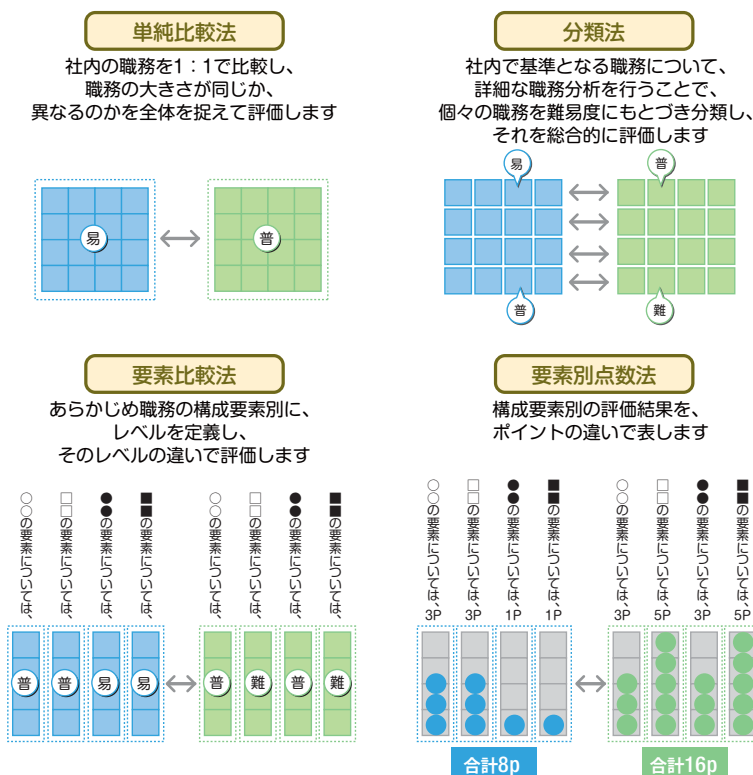 単純比較法
社内の職務を1：1で比較し、
職務の大きさが同じか、
異なるのかを全体を捉えて評価します
易
普
分類法
社内で基準となる職務について、
詳細な職務分析を行うことで、
個々の職務を難易度にもとづき分類し、
それを総合的に評価します
易
普
普
難
要素比較法
あらかじめ職務の構成要素別に、
レベルを定義し、
そのレベルの違いで評価します
○○の要素については、
□□の要素については、
●●の要素については、
■■の要素については、
○○の要素については、
□□の要素については、
●●の要素については、
■■の要素については、
普
普
易
易
普
難
普
難
要素別点数法
構成要素別の評価結果を、
ポイントの違いで表します
○○の要素については、3P
□□の要素については、3P
●●の要素については、1P
■■の要素については、1P
○○の要素については、3P
□□の要素については、5P
●●の要素については、3P
■■の要素については、5P
合計8p
合計16p